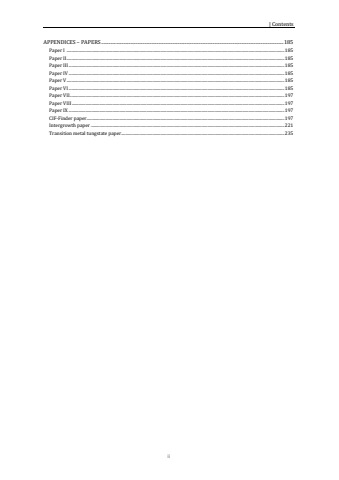 | Contents
APPENDICES – PAPERS ... 185
Paper I ... 185
Paper II ... 185
Paper III ... 185
Paper IV ... 185
Paper V ... 185
Paper VI ... 185
Paper VII ... 197
Paper VIII ... 197
Paper IX ... 197
CIF-Finder paper ... 197
Intergrowth paper ... 221
Transition metal tungstate paper ... 235